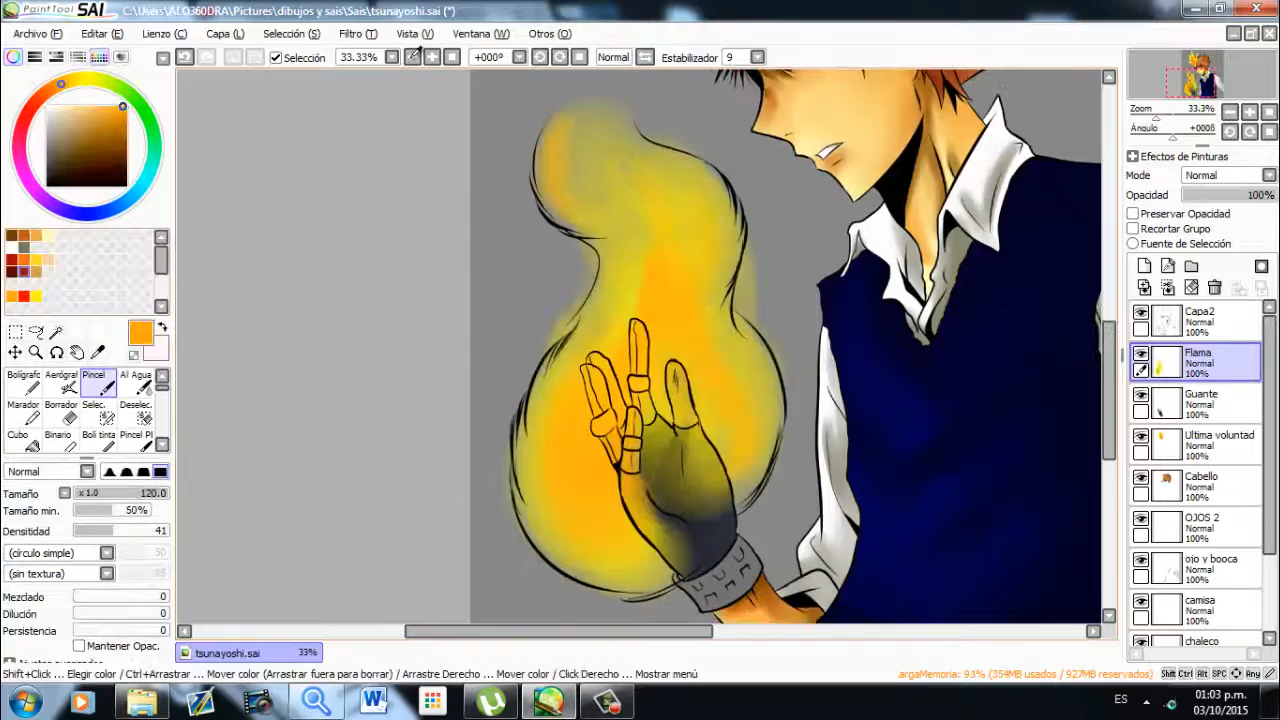 PaintTool SAI C:\Users\ALO360DRA\Pictures\dibujos y sais\Sais\tsunayoshi.sai (*)
Archivo (F) Editar (E) Lienzo (C) Capa (L) Selección (S) Filtro (T) Vista (V) Ventana (W) Otros (O)
Selección 33.33% +000º Normal Estabilizador 9
Zoom 33.3%
Ángulo +000ß
Efectos de Pinturas
Mode Normal
Opacidad 100%
Preservar Opacidad
Recortar Grupo
Fuente de Selección
Capa2
Normal
100%
Flama
Normal
100%
Guante
Normal
100%
Ultima voluntad
Normal
100%
Cabello
Normal
100%
OJOS 2
Normal
100%
ojo y booca
Normal
100%
camisa
Normal
100%
chaleco
Bolígrafo Aerógraf Pincel Al Agua
Marador Borrador Selec. Deselec.
Cubo Binario Boli tinta Pincel Pl
Normal
Tamaño x 1.0 120.0
Tamaño min. 50%
Densitidad 41
(círculo simple) 50
(sin textura)
Mezclado 0
Dilución 0
Persistencia 0
Mantener Opac.
tsunayoshi.sai 33%
Shift+Click ... Elegir color / Ctrl+Arrastrar ... Mover color (Arrastrar fuera para borrar) / Arrastre Derecho ... Mover color / Click Derecho ... Mostrar menú
argaMemoria: 93% (354MB usados / 927MB reservados)
Shift Ctrl Alt SPC Any
ES 01:03 p.m.
03/10/2015